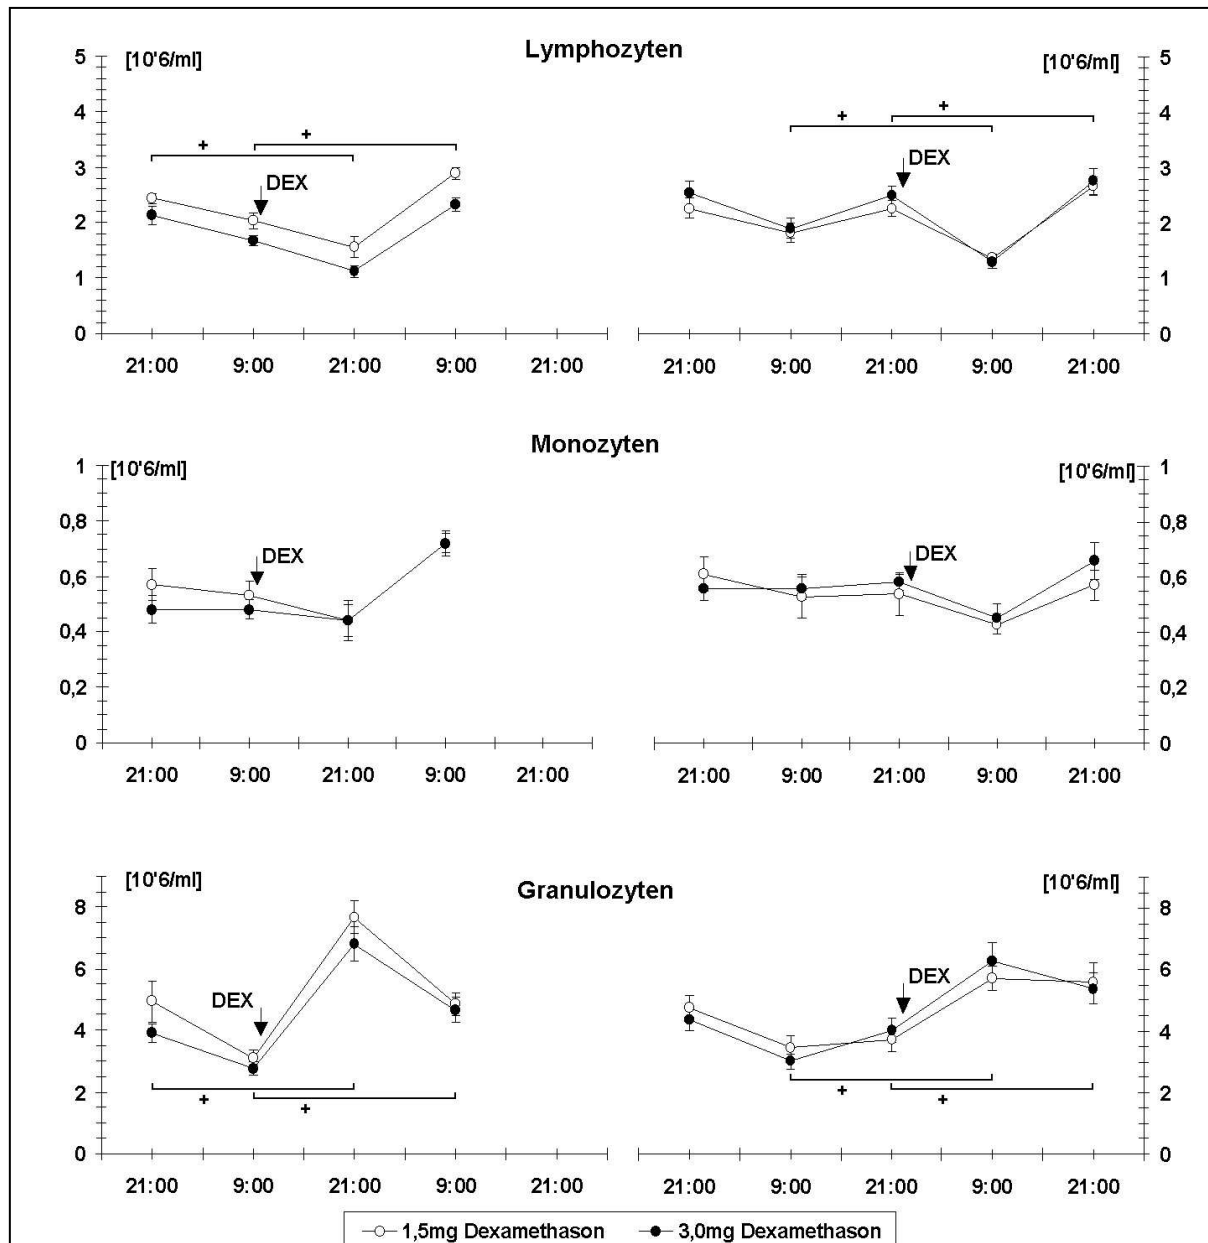 Lymphozyten
[10'6/ml] [10'6/ml]
5 5
4 4
3 3
2 2
1 1
0 0
+ + + +
DEX DEX
21:00 9:00 21:00 9:00 21:00 21:00 9:00 21:00 9:00 21:00
Monozyten
[10'6/ml] [10'6/ml]
1 1
0,8 0,8
0,6 0,6
0,4 0,4
0,2 0,2
0 0
DEX DEX
21:00 9:00 21:00 9:00 21:00 21:00 9:00 21:00 9:00 21:00
Granulozyten
[10'6/ml] [10'6/ml]
8 8
6 6
4 4
2 2
0 0
DEX DEX
+ + + +
21:00 9:00 21:00 9:00 21:00 21:00 9:00 21:00 9:00 21:00
1,5mg Dexamethason 3,0mg Dexamethason